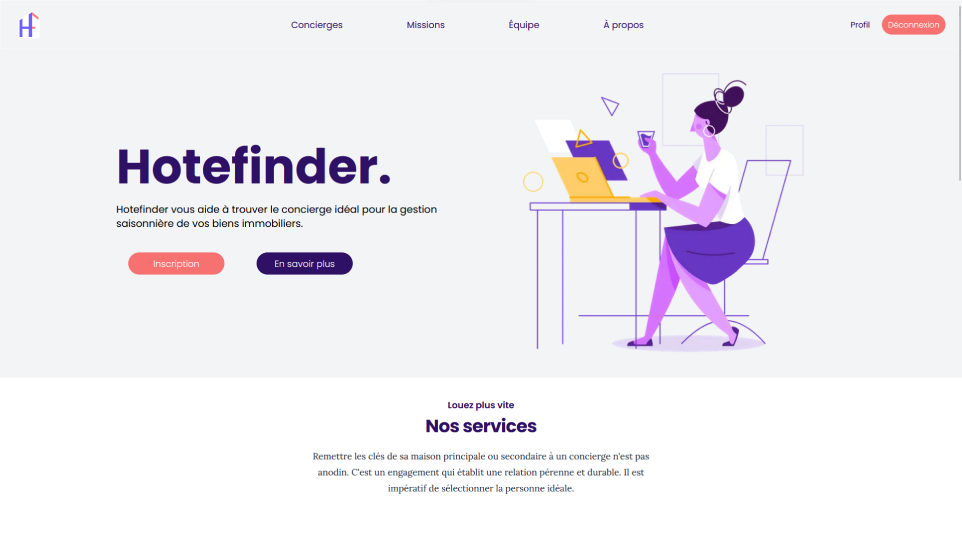 Concierges
Missions
Équipe
À propos
Profil
Déconnexion
Hotefinder.
Hotefinder vous aide à trouver le concierge idéal pour la gestion
saisonnière de vos biens immobiliers.
Inscription
En savoir plus
Louez plus vite
Nos services
Remettre les clés de sa maison principale ou secondaire à un concierge n'est pas
anodin. C'est un engagement qui établit une relation pérenne et durable. Il est
impératif de sélectionner la personne idéale.